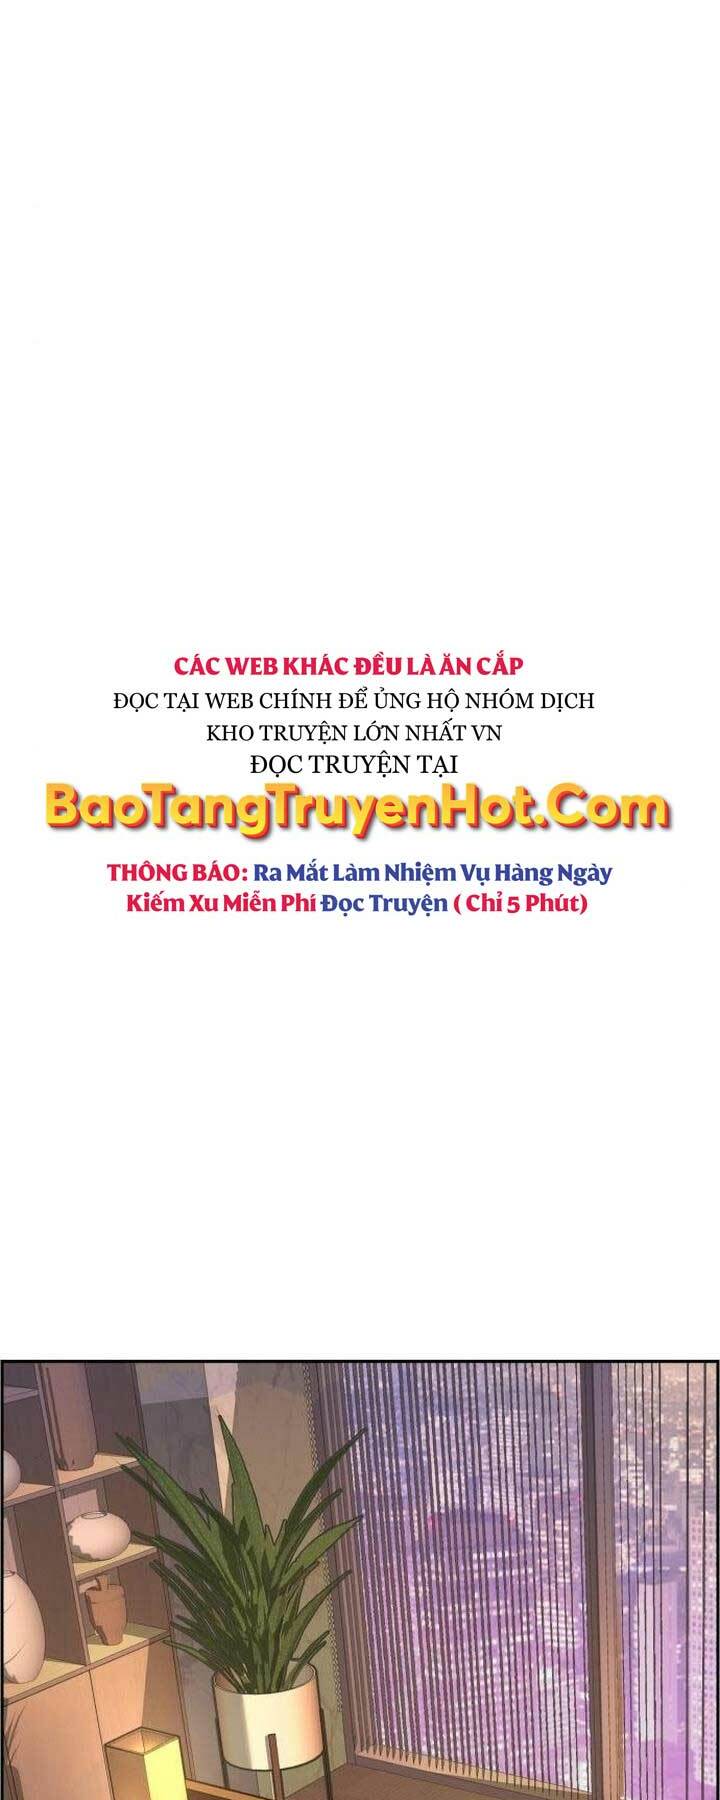 CÁC WEB KHÁC ĐỀU LÀ ĂN CẮP
ĐỌC TẠI WEB CHÍNH ĐỂ ỦNG HỘ NHÓM DỊCH
KHO TRUYỆN LỚN NHẤT VN
ĐỌC TRUYỆN TẠI
BaoTangTruyenHot.Com
THÔNG BÁO: Ra Mắt Làm Nhiệm Vụ Hàng Ngày
Kiếm Xu Miễn Phí Đọc Truyện ( Chỉ 5 Phút)